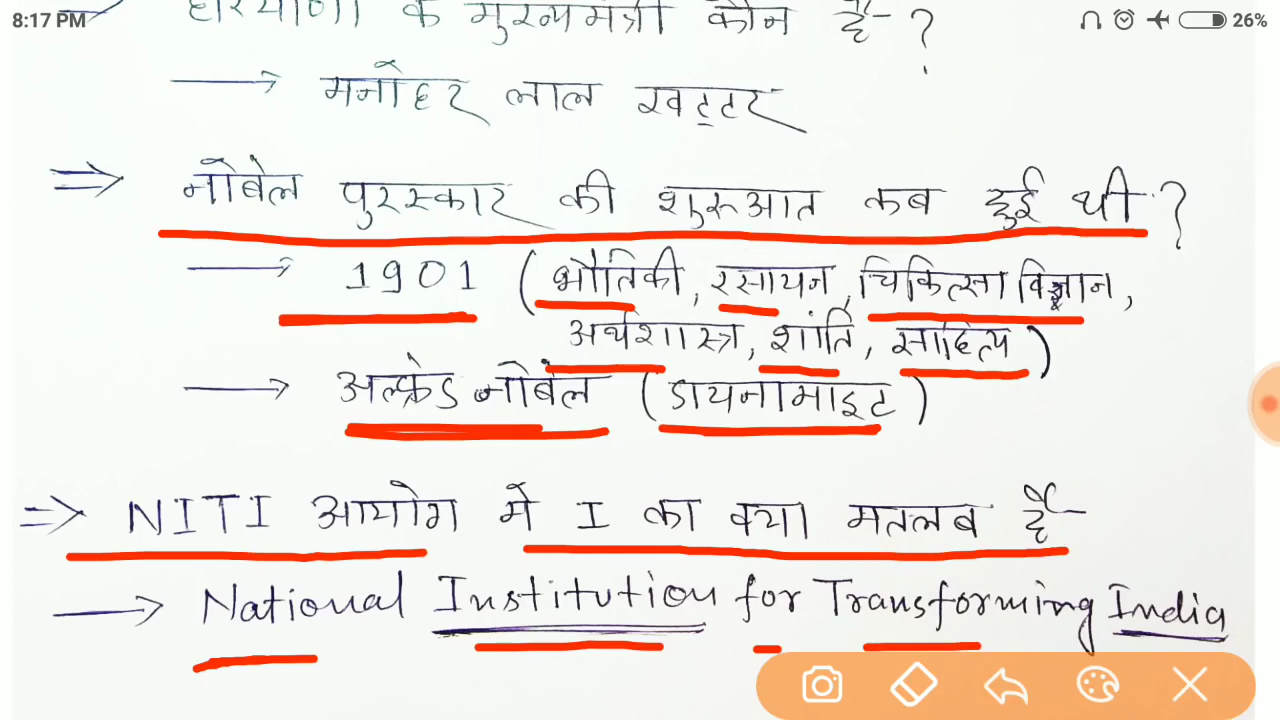 8:17 PM 26%
हरियाणा के मुख्यमंत्री कौन है ?
→ मनोहर लाल खट्टर
⇒ नोबेल पुरस्कार की शुरुआत कब हुई थी ?
→ 1901 (भौतिकी, रसायन, चिकित्सा विज्ञान,
अर्थशास्त्र, शांति, साहित्य)
→ अल्फ्रेड नोबेल (डायनामाइट)
⇒ NITI आयोग में I का क्या मतलब है
→ National Institution for Transforming India